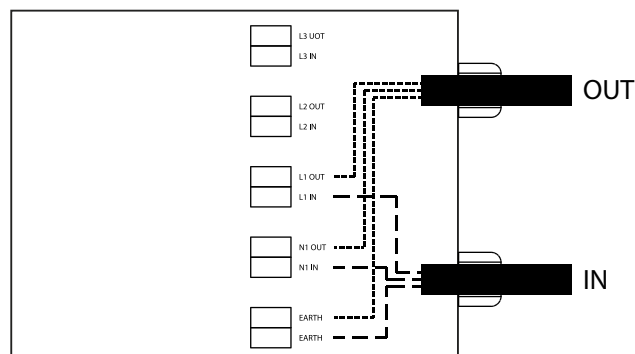 L3 UOT
L3 IN
OUT
L2 OUT
L2 IN
L1 OUT
L1 IN
N1 OUT
N1 IN
IN
EARTH
EARTH